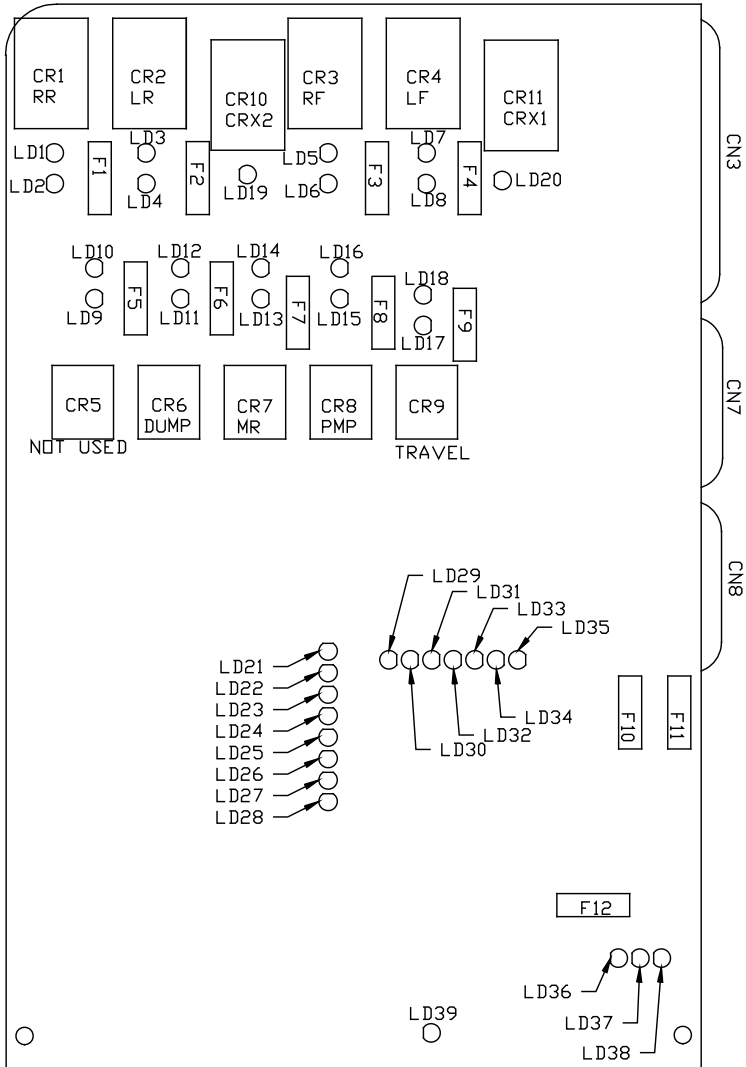 CR1
RR
CR2
LR
CR10
CRX2
CR3
RF
CR4
LF
CR11
CRX1
CN3
LD1
LD2
F1
LD3
LD4
F2
LD19
LD5
LD6
F3
LD7
LD8
F4
LD20
LD10
LD9
F5
LD12
LD11
F6
LD14
LD13
F7
LD16
LD15
F8
LD18
LD17
F9
CN7
CR5
NOT USED
CR6
DUMP
CR7
MR
CR8
PMP
CR9
TRAVEL
CN8
LD29
LD31
LD33
LD35
LD21
LD22
LD23
LD24
LD25
LD26
LD27
LD28
LD34
LD32
LD30
F10
F11
F12
LD36
LD37
LD38
LD39